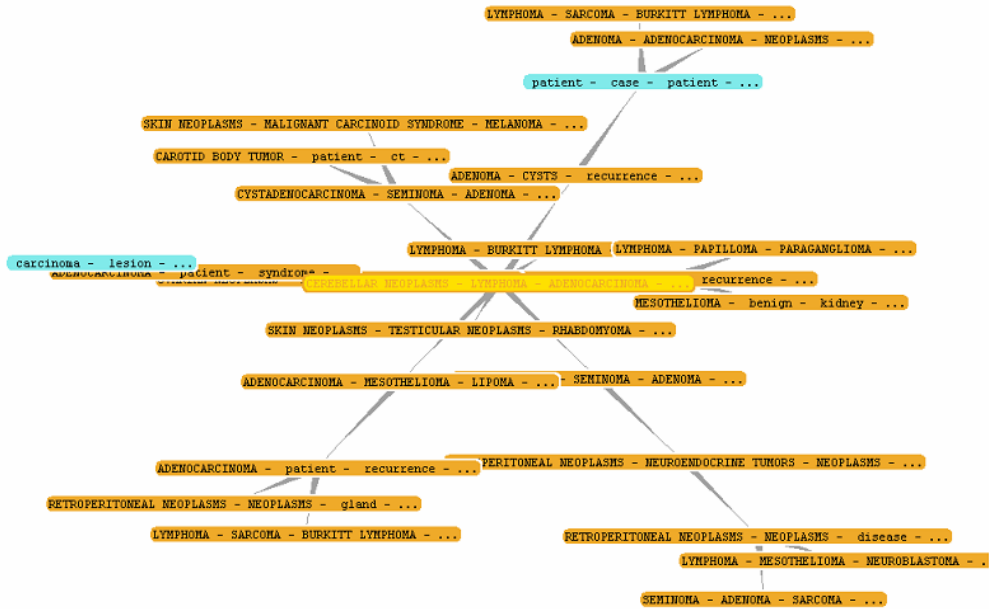 LYMPHOMA - SARCOMA - BURKITT LYMPHOMA - ...
ADENOMA - ADENOCARCINOMA - NEOPLASMS - ...
patient - case - patient - ...
SKIN NEOPLASMS - MALIGNANT CARCINOID SYNDROME - MELANOMA - ...
CAROTID BODY TUMOR - patient - ct - ...
ADENOMA - CYSTS - recurrence - ...
CYSTADENOCARCINOMA - SEMINOMA - ADENOMA - ...
LYMPHOMA - BURKITT LYMPHOMA
LYMPHOMA - PAPILLOMA - PARAGANGLIOMA - ...
carcinoma - lesion - ...
ADENOCARCINOMA - patient - syndrome -
recurrence - ...
CEREBELLAR NEOPLASMS - LYMPHOMA - ADENOCARCINOMA - ...
MESOTHELIOMA - benign - kidney - ...
SKIN NEOPLASMS - TESTICULAR NEOPLASMS - RHABDOMYOMA - ...
ADENOCARCINOMA - MESOTHELIOMA - LIPOMA - ...
- SEMINOMA - ADENOMA - ...
ADENOCARCINOMA - patient - recurrence - ...
PERITONEAL NEOPLASMS - NEUROENDOCRINE TUMORS - NEOPLASMS - ...
RETROPERITONEAL NEOPLASMS - NEOPLASMS - gland - ...
LYMPHOMA - SARCOMA - BURKITT LYMPHOMA - ...
RETROPERITONEAL NEOPLASMS - NEOPLASMS - disease - ...
LYMPHOMA - MESOTHELIOMA - NEUROBLASTOMA - .
SEMINOMA - ADENOMA - SARCOMA - ...